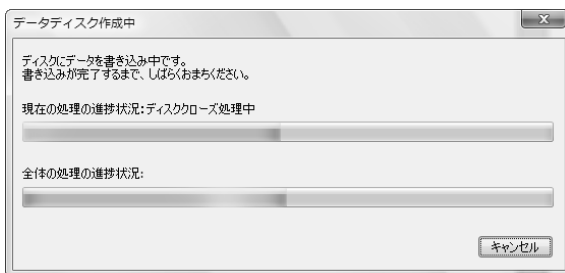 データディスク作成中
ディスクにデータを書き込み中です。
書き込みが完了するまで、しばらくおまちください。
現在の処理の進捗状況:ディスククローズ処理中
全体の処理の進捗状況:
キャンセル